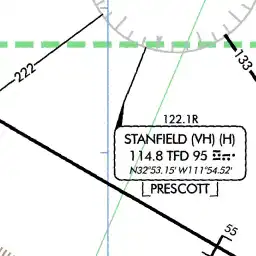 222
133
122.1R
STANFIELD (VH) (H)
114.8 TFD 95
N32°53.15' W111°54.52'
PRESCOTT
55